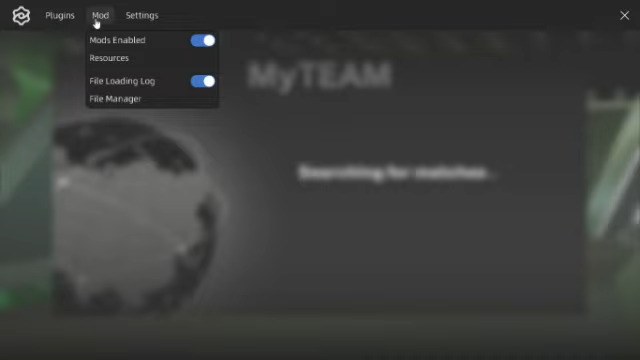 Plugins Mod Settings
Mods Enabled
Resources
File Loading Log
File Manager
MyTEAM
Searching for matches...